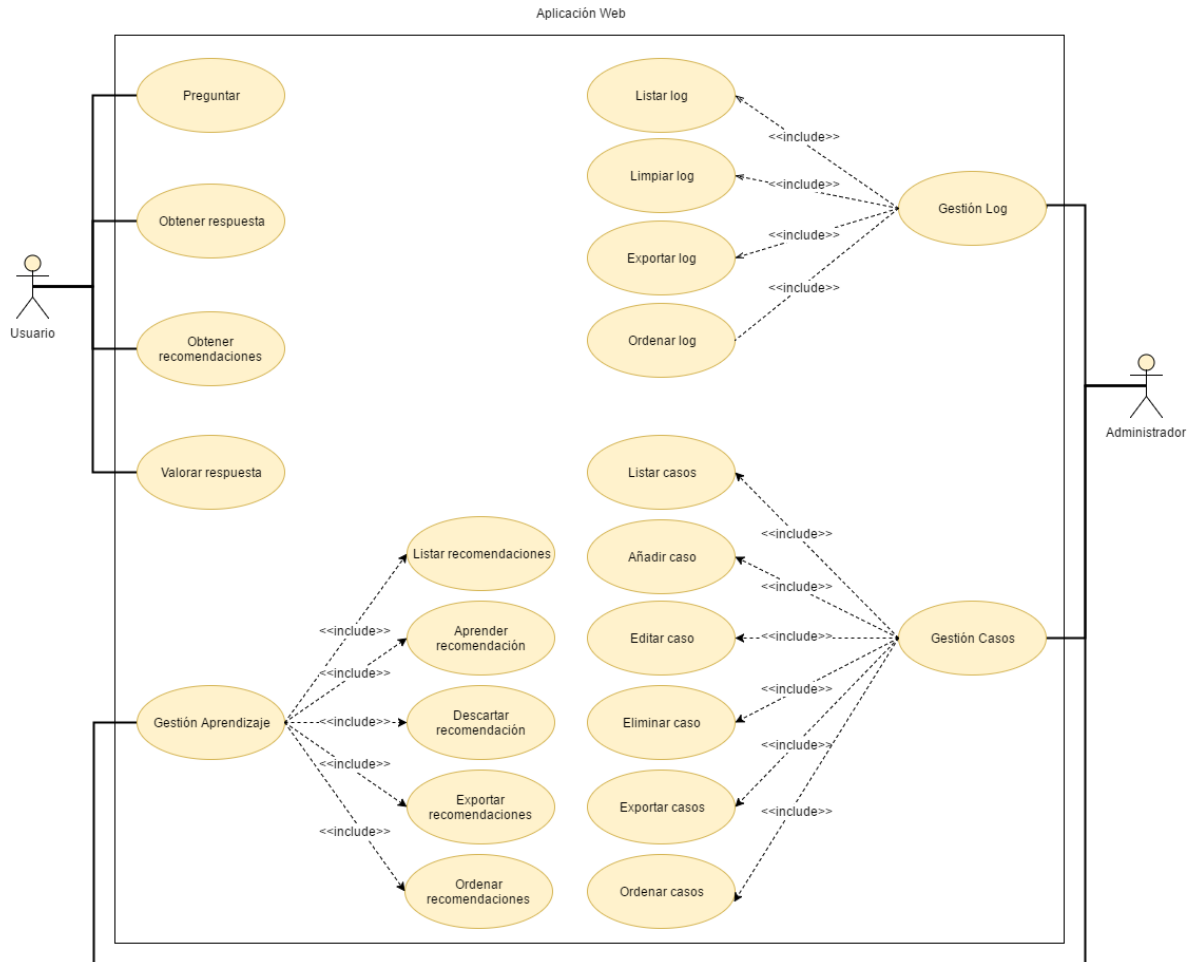 Aplicación Web
Preguntar
Obtener respuesta
Obtener
recomendaciones
Valorar respuesta
Usuario
Listar log
Limpiar log
Exportar log
Ordenar log
<<include>>
<<include>>
<<include>>
<<include>>
Gestión Log
Administrador
Gestión Aprendizaje
<<include>>
<<include>>
<<include>>
<<include>>
<<include>>
Listar recomendaciones
Aprender
recomendación
Descartar
recomendación
Exportar
recomendaciones
Ordenar
recomendaciones
Listar casos
Añadir caso
Editar caso
Eliminar caso
Exportar casos
Ordenar casos
<<include>>
<<include>>
<<include>>
<<include>>
<<include>>
<<include>>
Gestión Casos